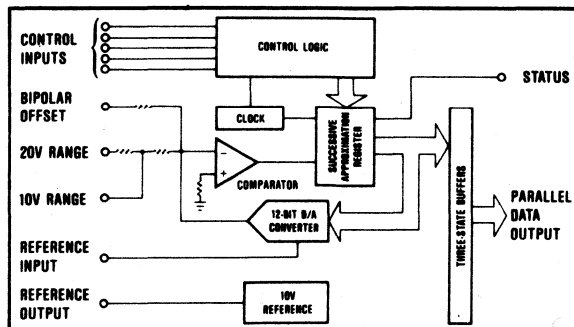 CONTROL
INPUTS
CONTROL LOGIC
STATUS
BIPOLAR
OFFSET
CLOCK
SUCCESSIVE
APPROXIMATION
REGISTER
20V RANGE
−
+
COMPARATOR
10V RANGE
12-BIT D/A
CONVERTER
THREE-STATE BUFFERS
PARALLEL
DATA
OUTPUT
REFERENCE
INPUT
REFERENCE
OUTPUT
10V
REFERENCE